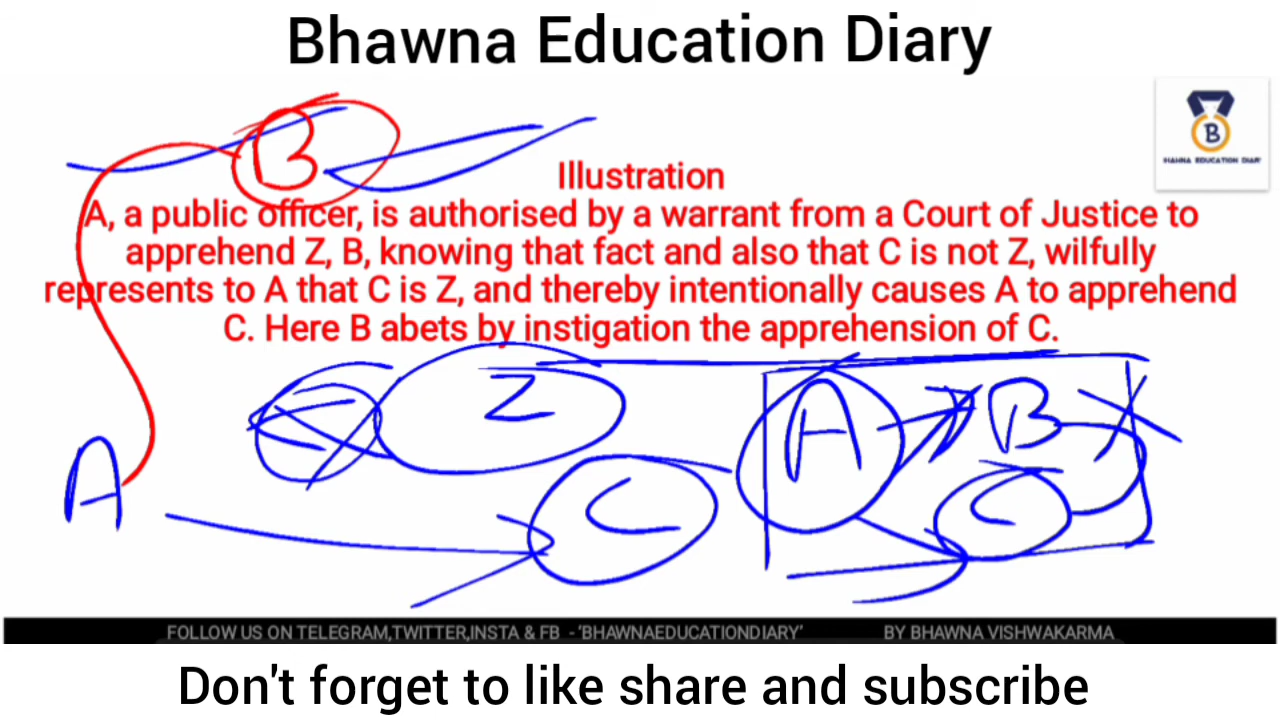 Bhawna Education Diary
B
B
HAWNA EDUCATION DIAR
Illustration
A, a public officer, is authorised by a warrant from a Court of Justice to
apprehend Z, B, knowing that fact and also that C is not Z, wilfully
represents to A that C is Z, and thereby intentionally causes A to apprehend
C. Here B abets by instigation the apprehension of C.
Z
A
B
A
C
C
FOLLOW US ON TELEGRAM,TWITTER,INSTA & FB - 'BHAWNAEDUCATIONDIARY' BY BHAWNA VISHWAKARMA
Don't forget to like share and subscribe